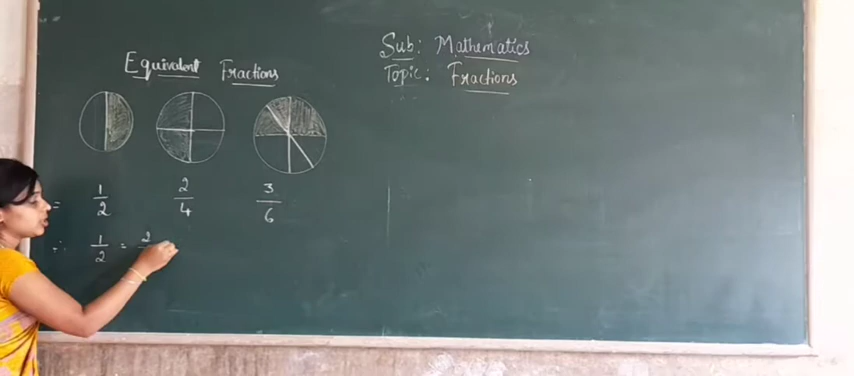 Sub: Mathematics
Topic: Fractions
Equivalent Fractions
= 1/2 2/4 3/6
∴ 1/2 = 2